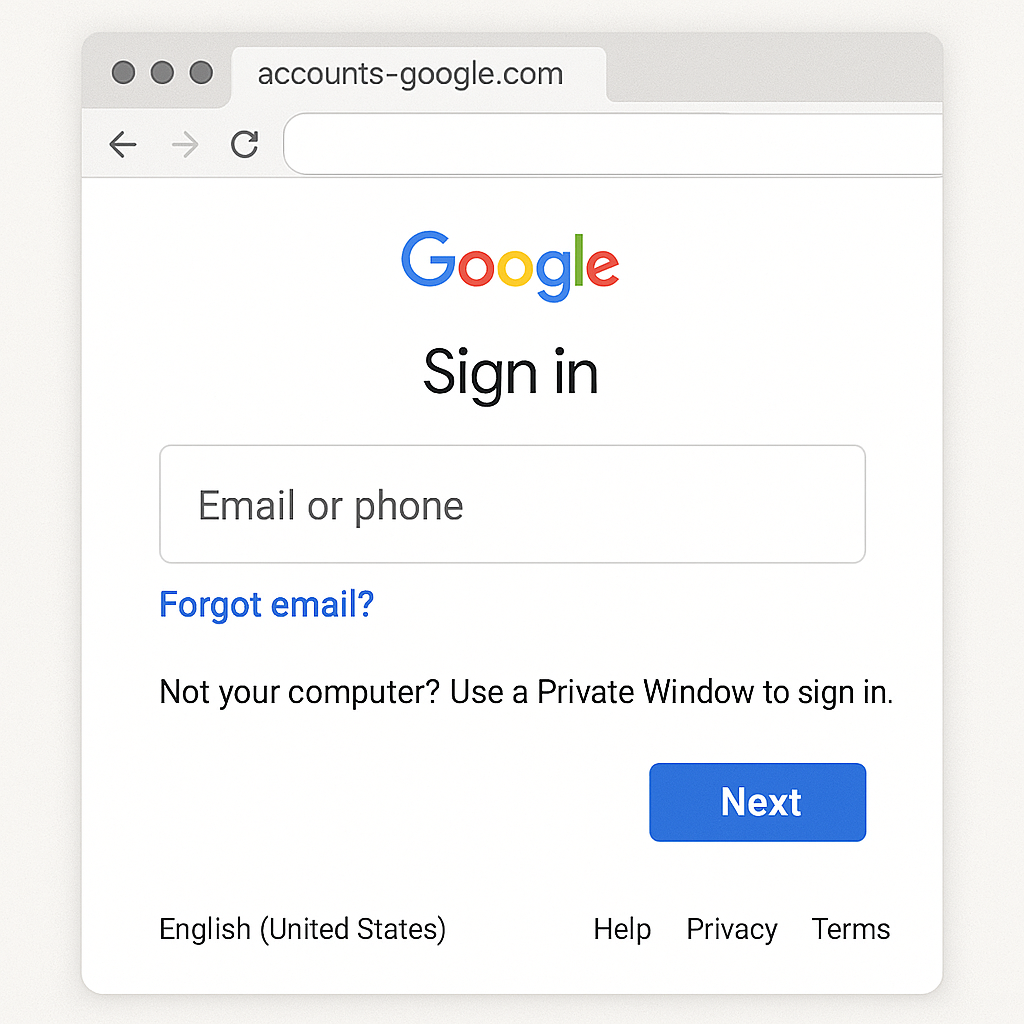 accounts-google.com
Google
Sign in
Email or phone
Forgot email?
Not your computer? Use a Private Window to sign in.
Next
English (United States)
Help Privacy Terms